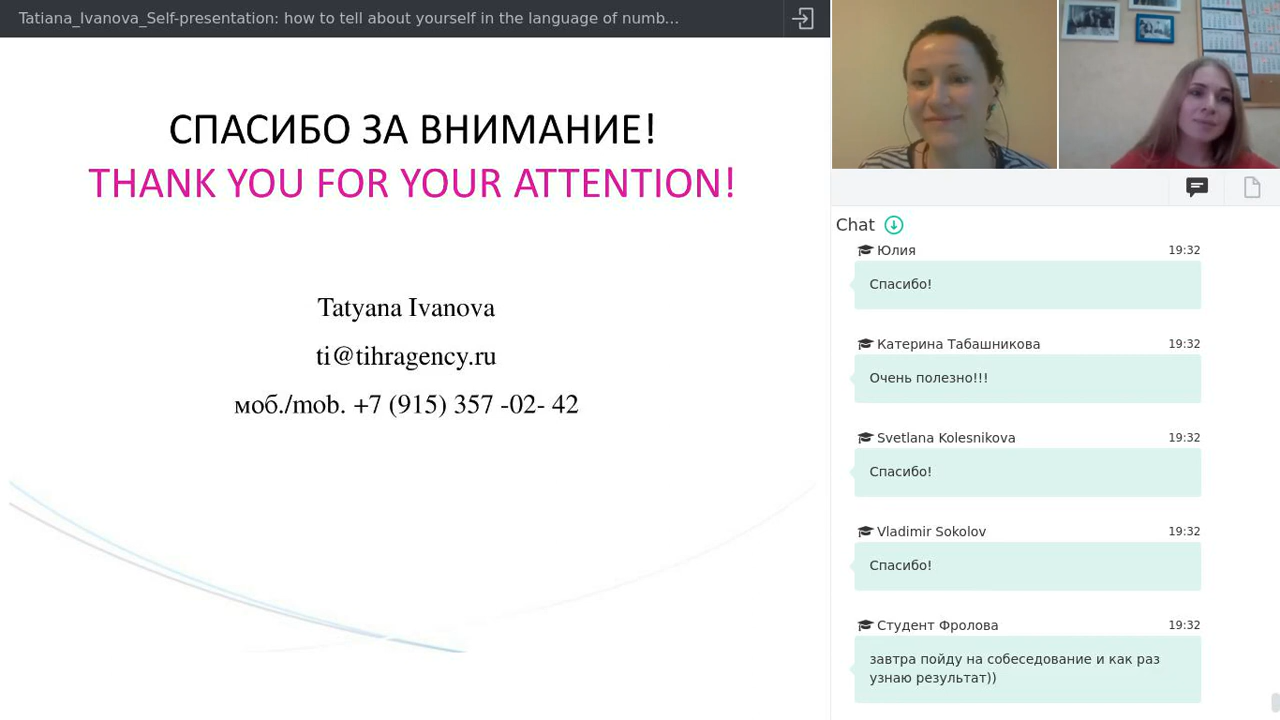 Tatiana_Ivanova_Self-presentation: how to tell about yourself in the language of numb...
СПАСИБО ЗА ВНИМАНИЕ!
THANK YOU FOR YOUR ATTENTION!
Tatyana Ivanova
ti@tihragency.ru
моб./mob. +7 (915) 357 -02- 42
Chat
Юлия 19:32
Спасибо!
Катерина Табашникова 19:32
Очень полезно!!!
Svetlana Kolesnikova 19:32
Спасибо!
Vladimir Sokolov 19:32
Спасибо!
Студент Фролова 19:32
завтра пойду на собеседование и как раз
узнаю результат))